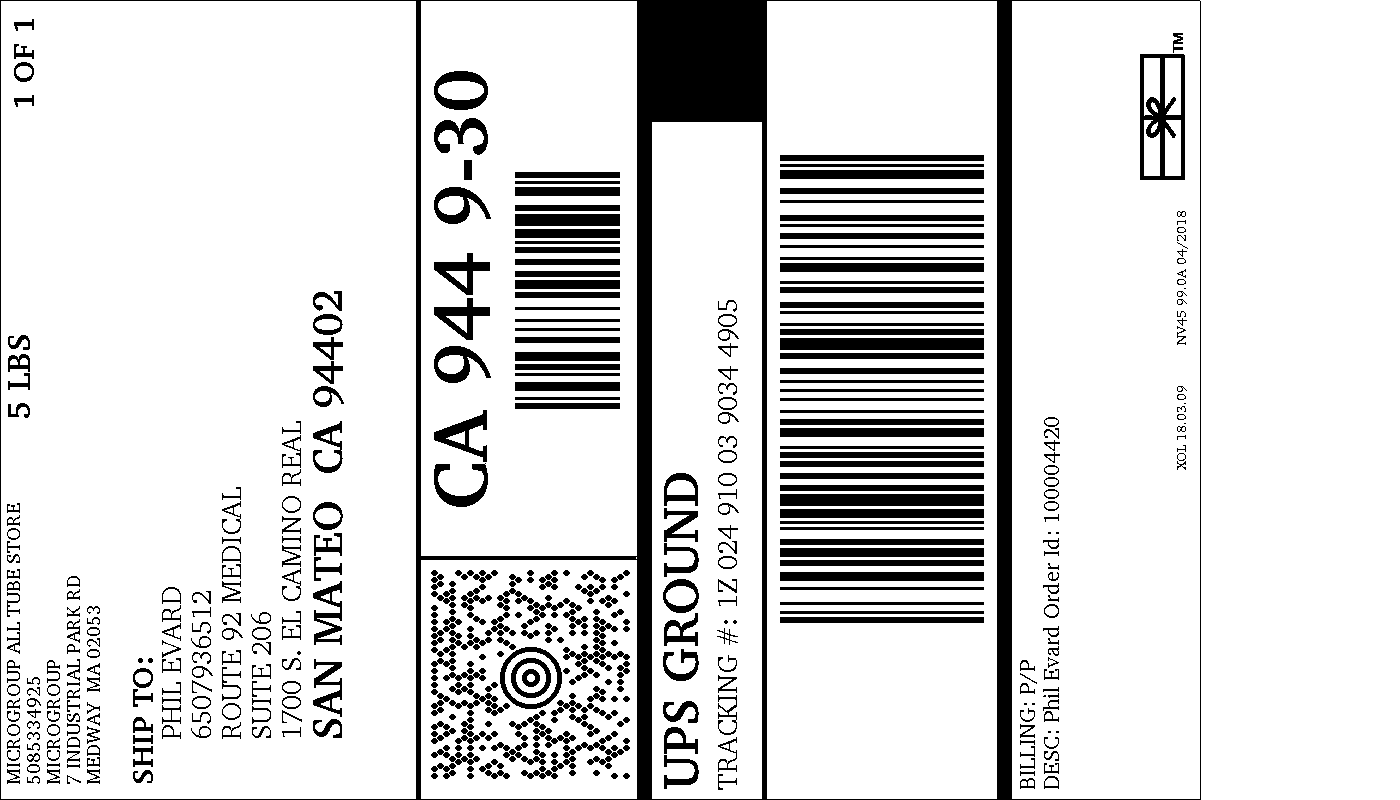 MICROGROUP ALL TUBE STORE
5085334925
MICROGROUP
7 INDUSTRIAL PARK RD
MEDWAY  MA 02053
5 LBS
1 OF 1
SHIP TO:
PHIL EVARD
6507936512
ROUTE 92 MEDICAL
SUITE 206
1700 S. EL CAMINO REAL
SAN MATEO  CA 94402
CA 944 9-30
UPS GROUND
TRACKING #: 1Z 024 910 03 9034 4905
BILLING: P/P
DESC: Phil Evard Order Id: 100004420
XOL 18.03.09
NV45 99.0A 04/2018
TM